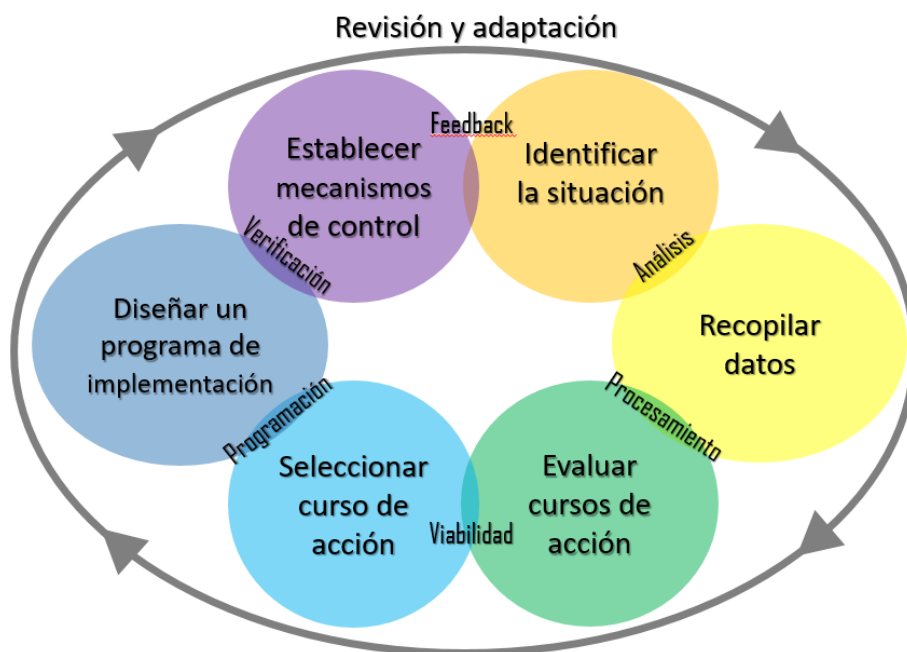 Revisión y adaptación
Feedback
Identificar
la situación
Análisis
Recopilar
datos
Procesamiento
Evaluar
cursos de
acción
Viabilidad
Seleccionar
curso de
acción
Programación
Diseñar un
programa de
implementación
Verificación
Establecer
mecanismos
de control